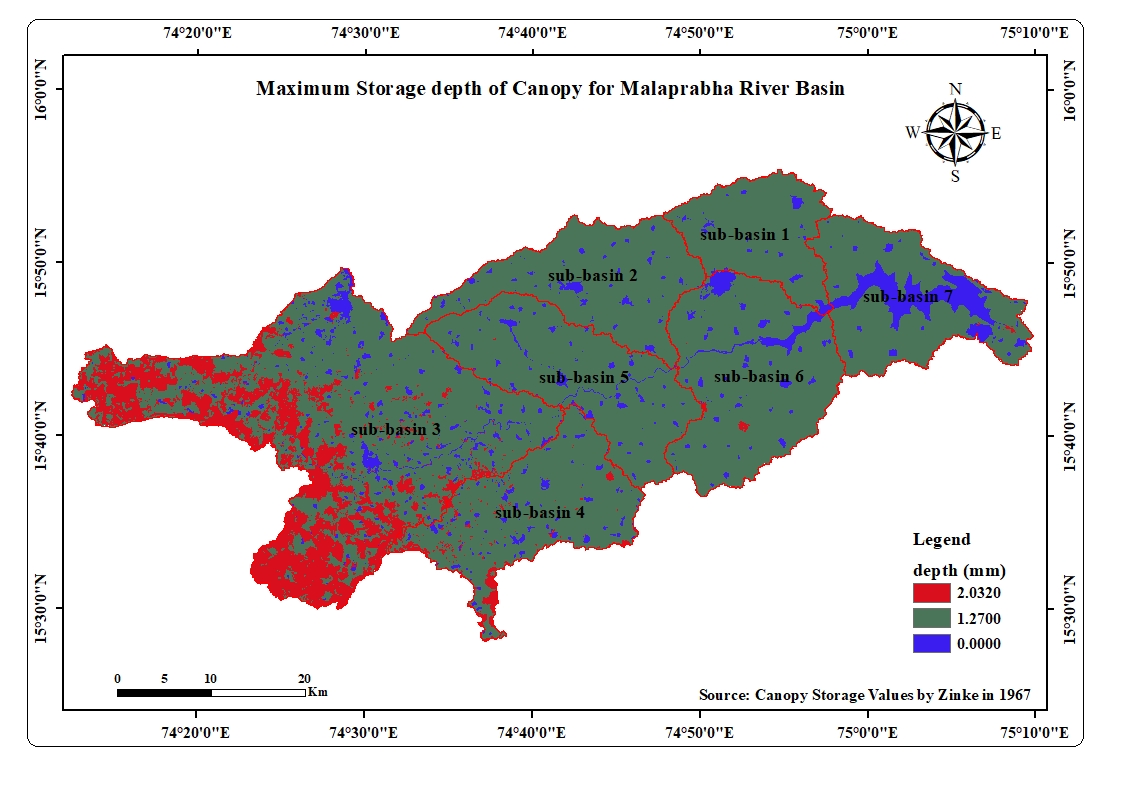 74°20'0"E 74°30'0"E 74°40'0"E 74°50'0"E 75°0'0"E 75°10'0"E
Maximum Storage depth of Canopy for Malaprabha River Basin
16°0'0"N
16°0'0"N
N
W E
S
15°50'0"N
15°50'0"N
sub-basin 1
sub-basin 2
sub-basin 7
sub-basin 5
sub-basin 6
15°40'0"N
15°40'0"N
sub-basin 3
sub-basin 4
Legend
depth (mm)
2.0320
1.2700
0.0000
15°30'0"N
15°30'0"N
0 5 10 20
Km
Source: Canopy Storage Values by Zinke in 1967
74°20'0"E 74°30'0"E 74°40'0"E 74°50'0"E 75°0'0"E 75°10'0"E